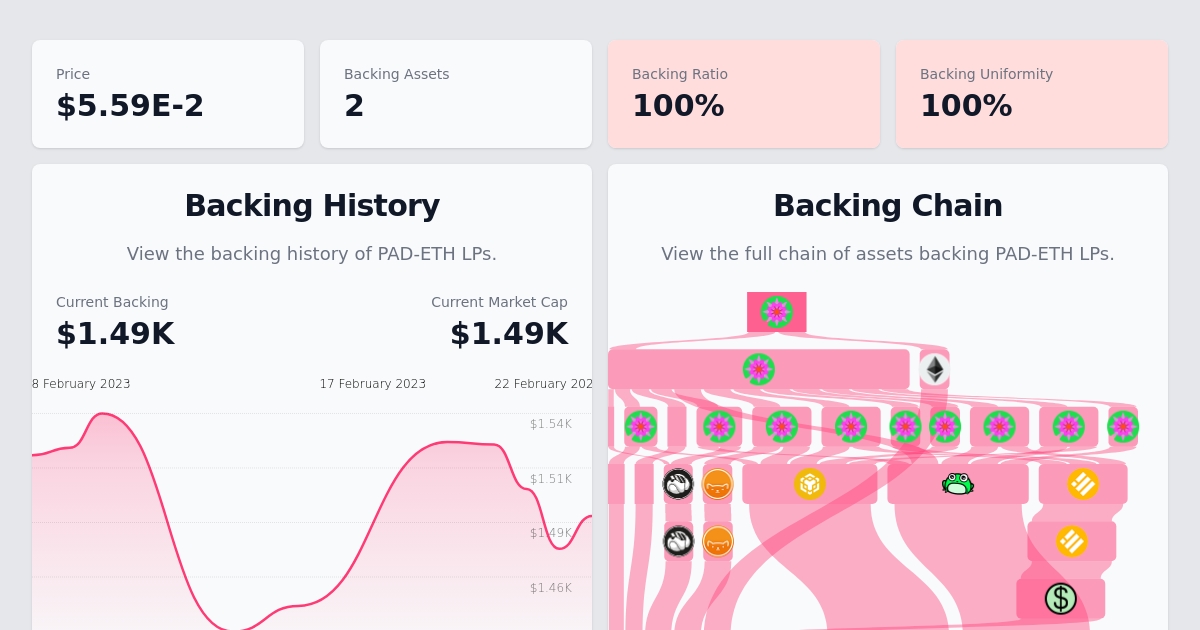 Price
$5.59E-2
Backing Assets
2
Backing Ratio
100%
Backing Uniformity
100%
Backing History
View the backing history of PAD-ETH LPs.
Current Backing
$1.49K
Current Market Cap
$1.49K
8 February 2023
17 February 2023
22 February 202
$1.54K
$1.51K
$1.49K
$1.46K
Backing Chain
View the full chain of assets backing PAD-ETH LPs.
$